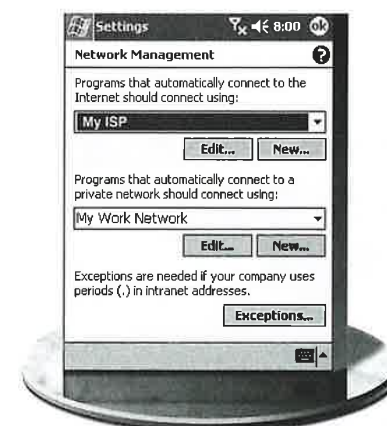 Settings 8:00 ok
Network Management ?
Programs that automatically connect to the
Internet should connect using:
My ISP
Edit... New...
Programs that automatically connect to a
private network should connect using:
My Work Network
Edit... New...
Exceptions are needed if your company uses
periods (.) in intranet addresses.
Exceptions...